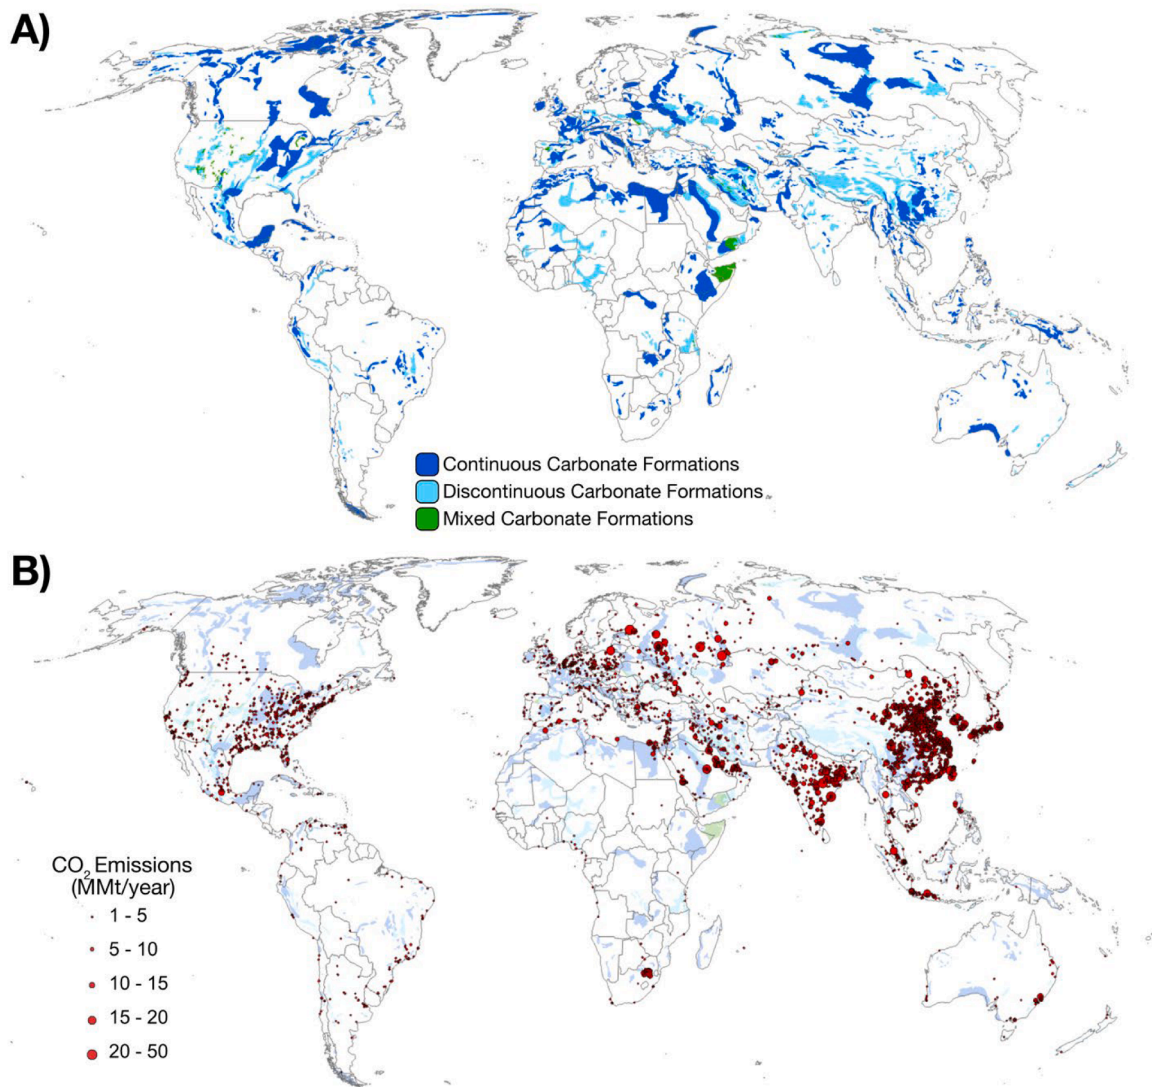 A)
Continuous Carbonate Formations
Discontinuous Carbonate Formations
Mixed Carbonate Formations
B)
CO₂ Emissions
(MMt/year)
1 - 5
5 - 10
10 - 15
15 - 20
20 - 50